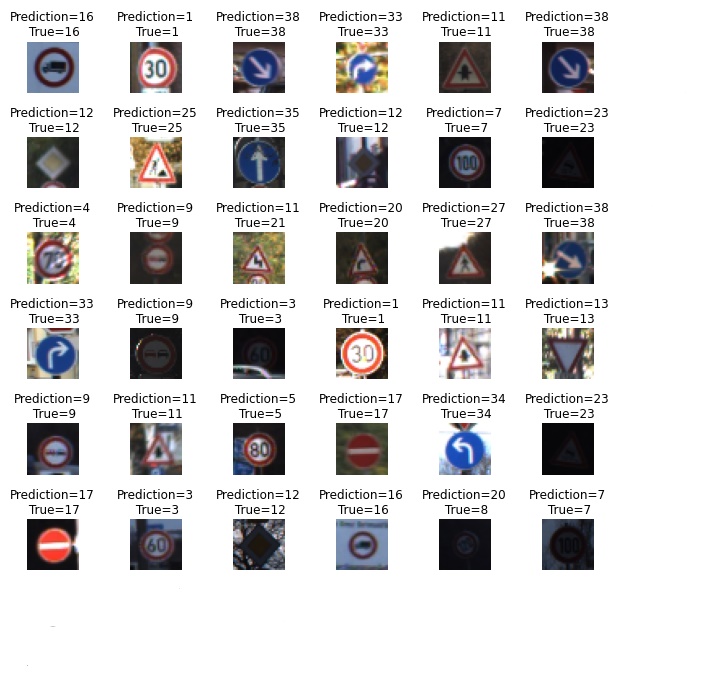 Prediction=16 Prediction=1 Prediction=38 Prediction=33 Prediction=11 Prediction=38
True=16 True=1 True=38 True=33 True=11 True=38
30
Prediction=12 Prediction=25 Prediction=35 Prediction=12 Prediction=7 Prediction=23
True=12 True=25 True=35 True=12 True=7 True=23
100
Prediction=4 Prediction=9 Prediction=11 Prediction=20 Prediction=27 Prediction=38
True=4 True=9 True=21 True=20 True=27 True=38
Prediction=33 Prediction=9 Prediction=3 Prediction=1 Prediction=11 Prediction=13
True=33 True=9 True=3 True=1 True=11 True=13
60 30
Prediction=9 Prediction=11 Prediction=5 Prediction=17 Prediction=34 Prediction=23
True=9 True=11 True=5 True=17 True=34 True=23
80
Prediction=17 Prediction=3 Prediction=12 Prediction=16 Prediction=20 Prediction=7
True=17 True=3 True=12 True=16 True=8 True=7
60 100